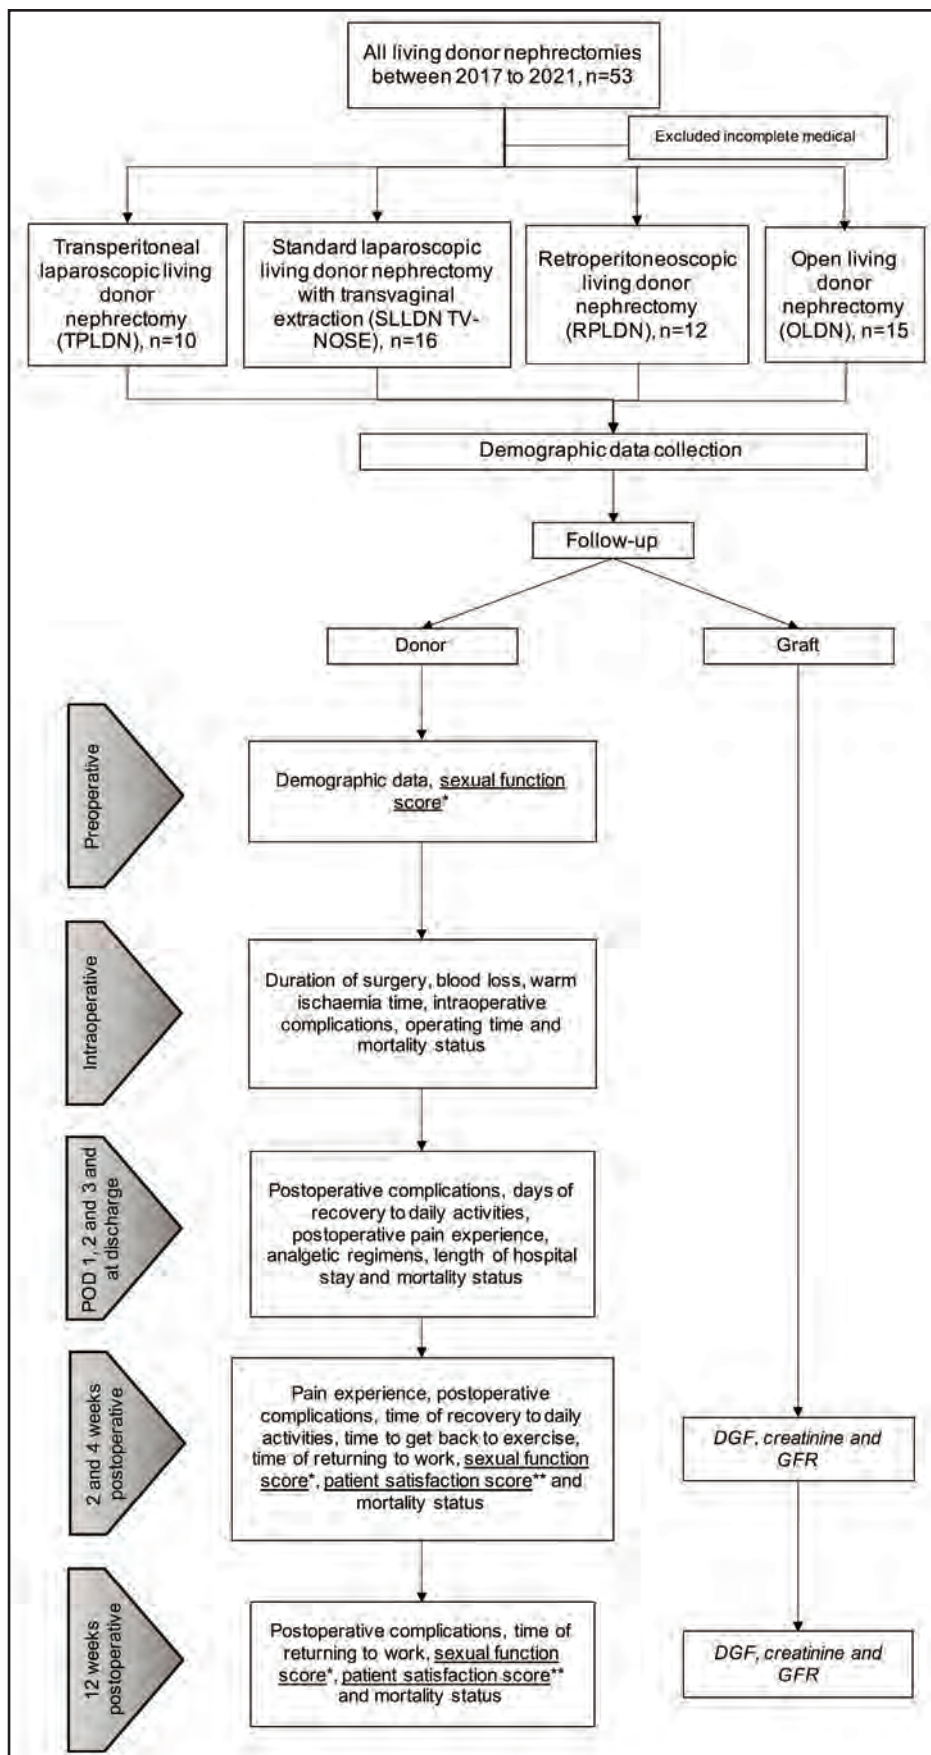 All living donor nephrectomies
between 2017 to 2021, n=53
Excluded incomplete medical
Transperitoneal
laparoscopic living
donor
nephrectomy
(TPLDN), n=10
Standard laparoscopic
living donor nephrectomy
with transvaginal
extraction (SLLDN TV-
NOSE), n=16
Retroperitoneoscopic
living donor
nephrectomy
(RPLDN), n=12
Open living
donor
nephrectomy
(OLDN), n=15
Demographic data collection
Follow-up
Donor
Graft
Preoperative
Demographic data, sexual function
score*
Intraoperative
Duration of surgery, blood loss, warm
ischaemia time, intraoperative
complications, operating time and
mortality status
POD 1, 2 and 3 and
at discharge
Postoperative complications, days of
recovery to daily activities,
postoperative pain experience,
analgetic regimens, length of hospital
stay and mortality status
2 and 4 weeks
postoperative
Pain experience, postoperative
complications, time of recovery to daily
activities, time to get back to exercise,
time of returning to work, sexual function
score*, patient satisfaction score** and
mortality status
DGF, creatinine and
GFR
12 weeks
postoperative
Postoperative complications, time of
returning to work, sexual function
score*, patient satisfaction score**
and mortality status
DGF, creatinine and
GFR